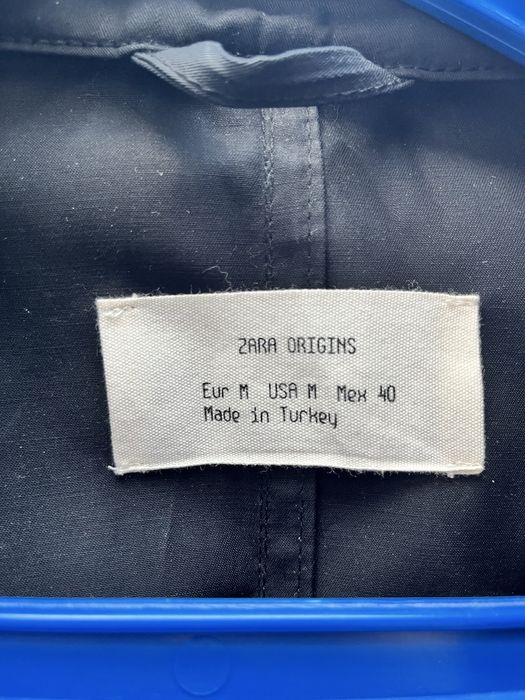 ZARA ORIGINS
Eur M USA M Mex 40
Made in Turkey